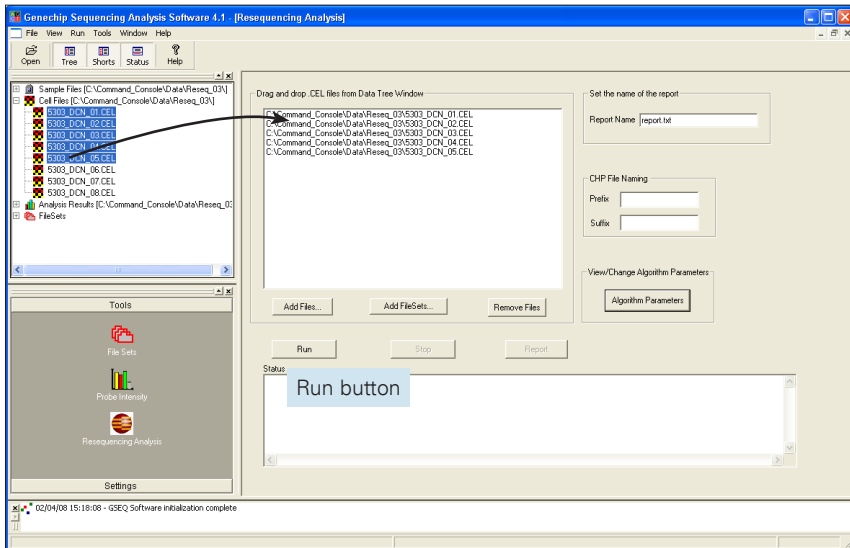 Genechip Sequencing Analysis Software 4.1 - [Resequencing Analysis]
File View Run Tools Window Help
Open Tree Shorts Status Help
Sample Files [C:\Command_Console\Data\Reseq_03\]
Cell Files [C:\Command_Console\Data\Reseq_03\]
5303_DCN_01.CEL
5303_DCN_02.CEL
5303_DCN_03.CEL
5303_DCN_04.CEL
5303_DCN_05.CEL
5303_DCN_06.CEL
5303_DCN_07.CEL
5303_DCN_08.CEL
Analysis Results [C:\Command_Console\Data\Reseq_03
FileSets
Tools
File Sets
Probe Intensity
Resequencing Analysis
Settings
Drag and drop .CEL files from Data Tree Window
C:\Command_Console\Data\Reseq_03\5303_DCN_01.CEL
C:\Command_Console\Data\Reseq_03\5303_DCN_02.CEL
C:\Command_Console\Data\Reseq_03\5303_DCN_03.CEL
C:\Command_Console\Data\Reseq_03\5303_DCN_04.CEL
C:\Command_Console\Data\Reseq_03\5303_DCN_05.CEL
Add Files... Add FileSets... Remove Files
Set the name of the report
Report Name report.txt
CHP File Naming
Prefix
Suffix
View/Change Algorithm Parameters
Algorithm Parameters
Run Stop Report
Status
Run button
02/04/08 15:18:08 - GSEQ Software initialization complete